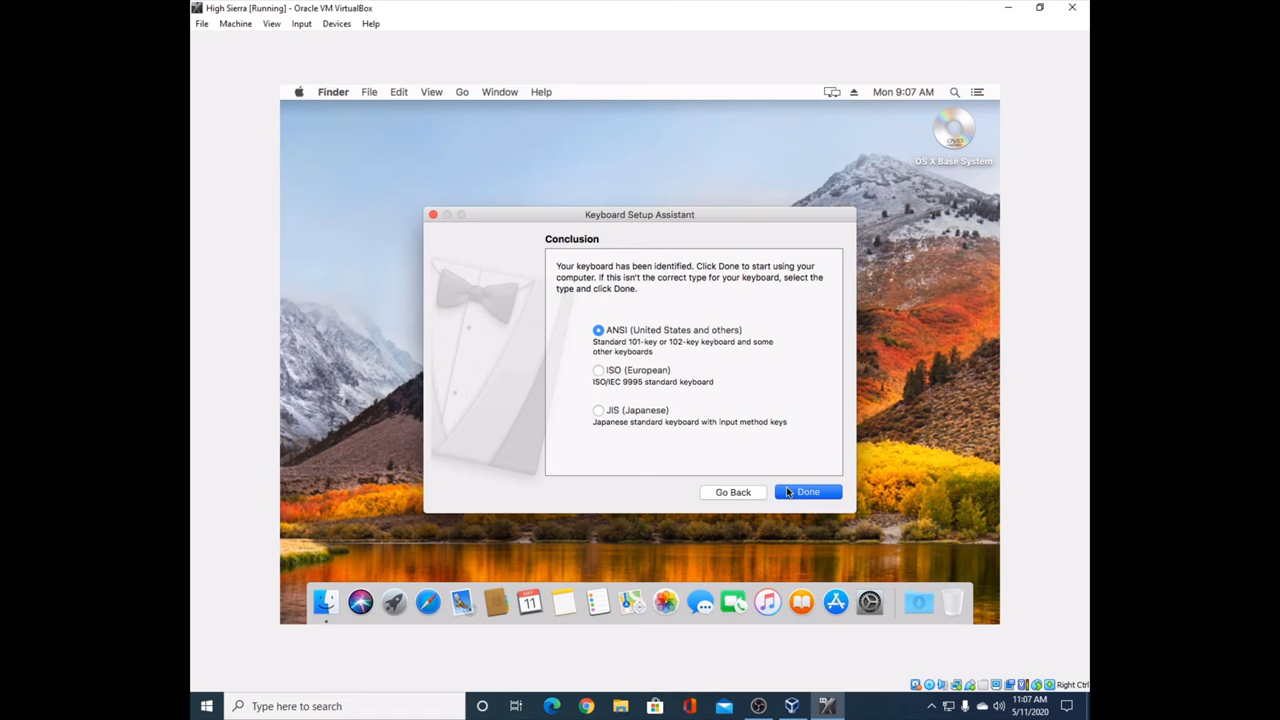 High Sierra [Running] - Oracle VM VirtualBox
File Machine View Input Devices Help
Finder File Edit View Go Window Help Mon 9:07 AM
DVD
OS X Base System
Keyboard Setup Assistant
Conclusion
Your keyboard has been identified. Click Done to start using your
computer. If this isn't the correct type for your keyboard, select the
type and click Done.
ANSI (United States and others)
Standard 101-key or 102-key keyboard and some
other keyboards
ISO (European)
ISO/IEC 9995 standard keyboard
JIS (Japanese)
Japanese standard keyboard with input method keys
Go Back Done
11
Right Ctrl
Type here to search
11:07 AM
5/11/2020